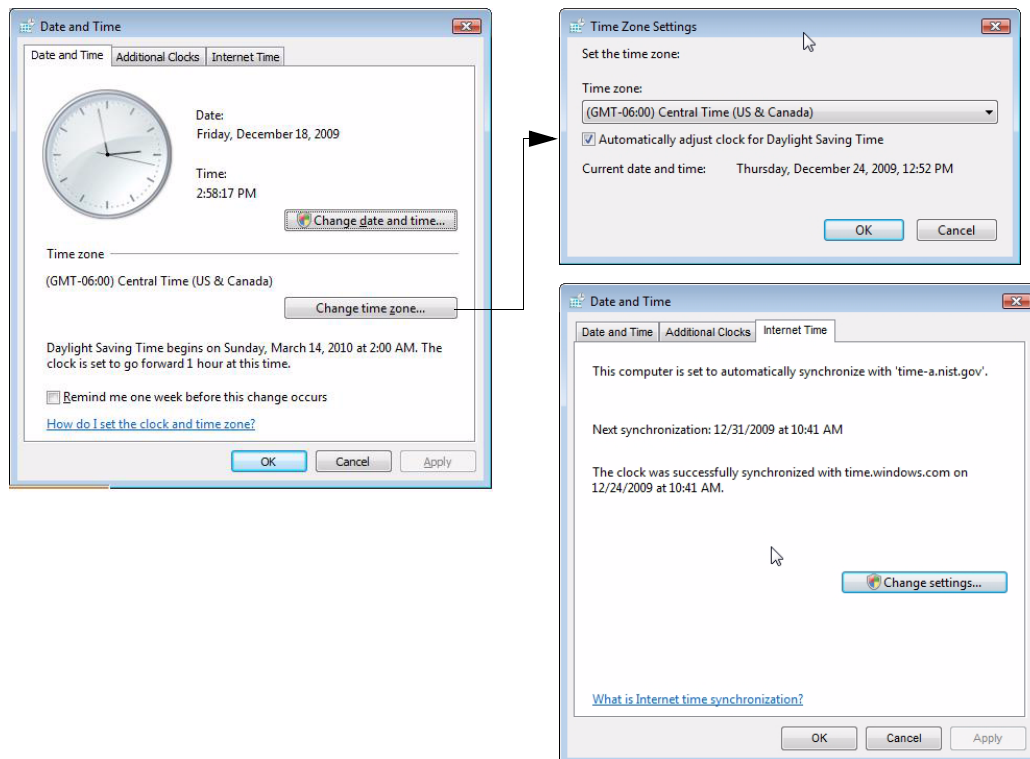 Date and Time
Date and Time
Additional Clocks
Internet Time
Date:
Friday, December 18, 2009
Time:
2:58:17 PM
Change date and time...
Time zone
(GMT-06:00) Central Time (US & Canada)
Change time zone...
Daylight Saving Time begins on Sunday, March 14, 2010 at 2:00 AM. The
clock is set to go forward 1 hour at this time.
Remind me one week before this change occurs
How do I set the clock and time zone?
OK
Cancel
Apply
Time Zone Settings
Set the time zone:
Time zone:
(GMT-06:00) Central Time (US & Canada)
Automatically adjust clock for Daylight Saving Time
Current date and time: Thursday, December 24, 2009, 12:52 PM
OK
Cancel
Date and Time
Date and Time
Additional Clocks
Internet Time
This computer is set to automatically synchronize with 'time-a.nist.gov'.
Next synchronization: 12/31/2009 at 10:41 AM
The clock was successfully synchronized with time.windows.com on
12/24/2009 at 10:41 AM.
Change settings...
What is Internet time synchronization?
OK
Cancel
Apply